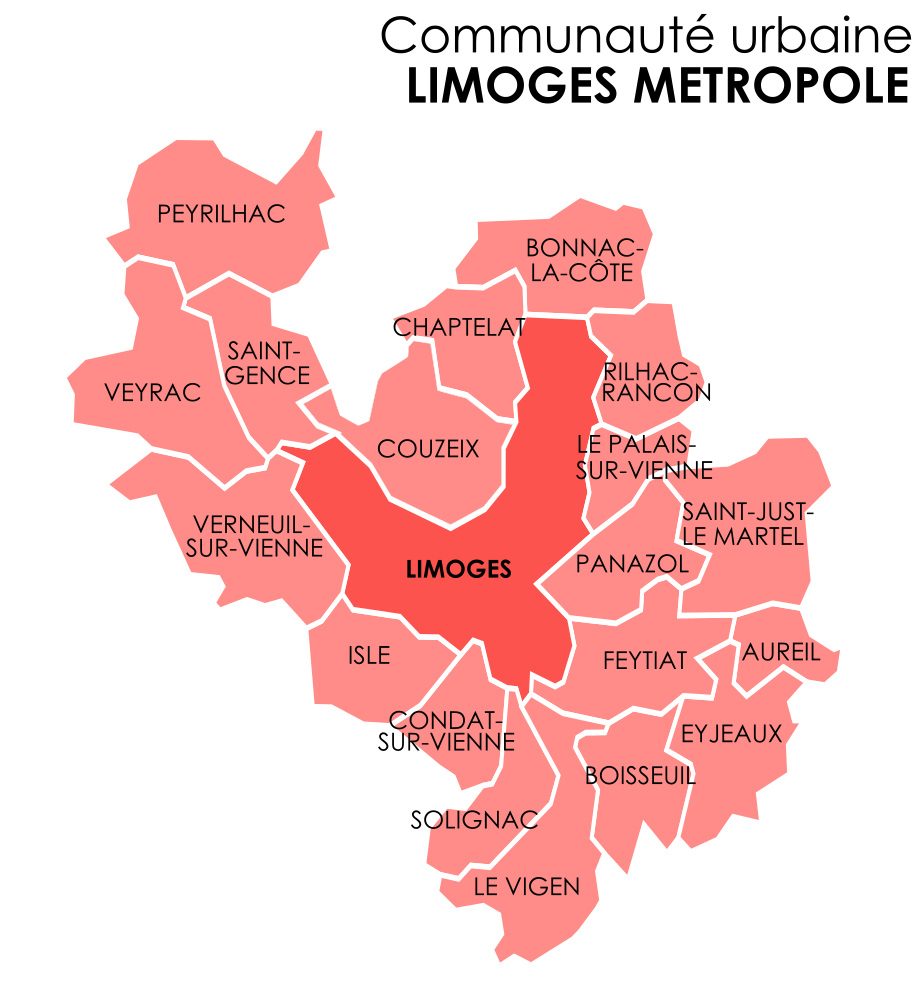 Communauté urbaine
LIMOGES METROPOLE
PEYRILHAC
BONNAC-
LA-CÔTE
CHAPTELAT
SAINT-
GENCE
VEYRAC
RILHAC-
RANCON
COUZEIX
LE PALAIS-
SUR-VIENNE
SAINT-JUST-
LE MARTEL
VERNEUIL-
SUR-VIENNE
LIMOGES
PANAZOL
ISLE
FEYTIAT
AUREIL
CONDAT-
SUR-VIENNE
EYJEAUX
BOISSEUIL
SOLIGNAC
LE VIGEN